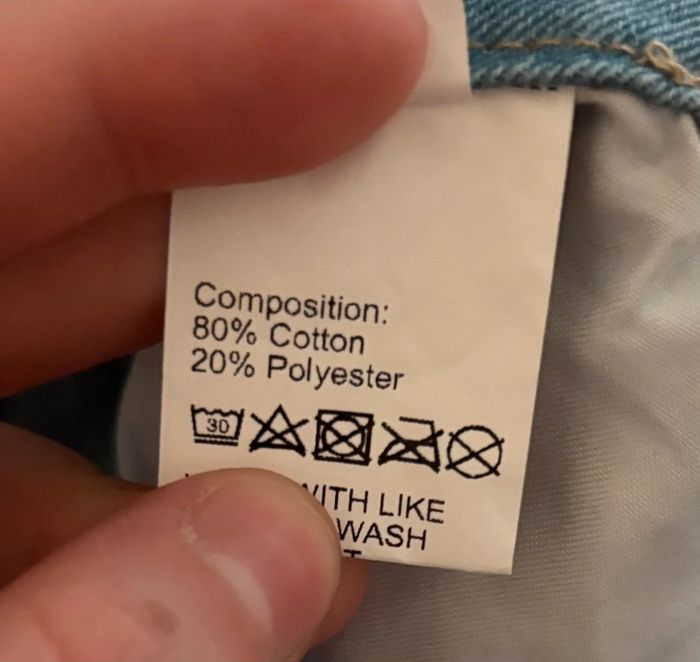 Composition:
80% Cotton
20% Polyester
30
WITH LIKE
WASH